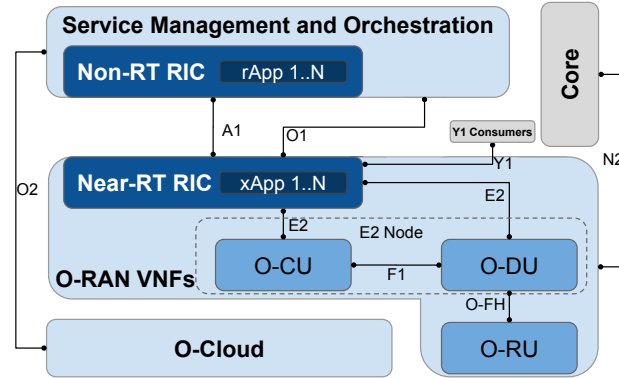 Service Management and Orchestration
Non-RT RIC
rApp 1..N
Core
A1
O1
Y1 Consumers
O2
Y1
N2
Near-RT RIC
xApp 1..N
E2
E2
E2 Node
O-CU
O-DU
F1
O-RAN VNFs
O-FH
O-Cloud
O-RU